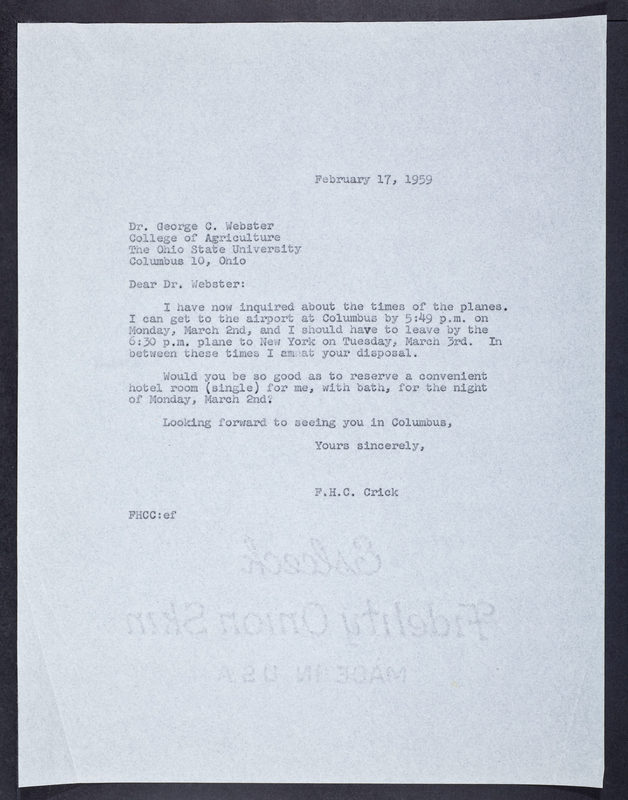 February 17, 1959
Dr. George C. Webster
College of Agriculture
The Ohio State University
Columbus 10, Ohio
Dear Dr. Webster:
I have now inquired about the times of the planes.
I can get to the airport at Columbus by 5:49 p.m. on
Monday, March 2nd, and I should have to leave by the
6:30 p.m. plane to New York on Tuesday, March 3rd. In
between these times I am at your disposal.
Would you be so good as to reserve a convenient
hotel room (single) for me, with bath, for the night
of Monday, March 2nd?
Looking forward to seeing you in Columbus,
Yours sincerely,
F.H.C. Crick
FHCC:ef
Esleeck
Fidelity Onion Skin
MADE IN U.S.A.